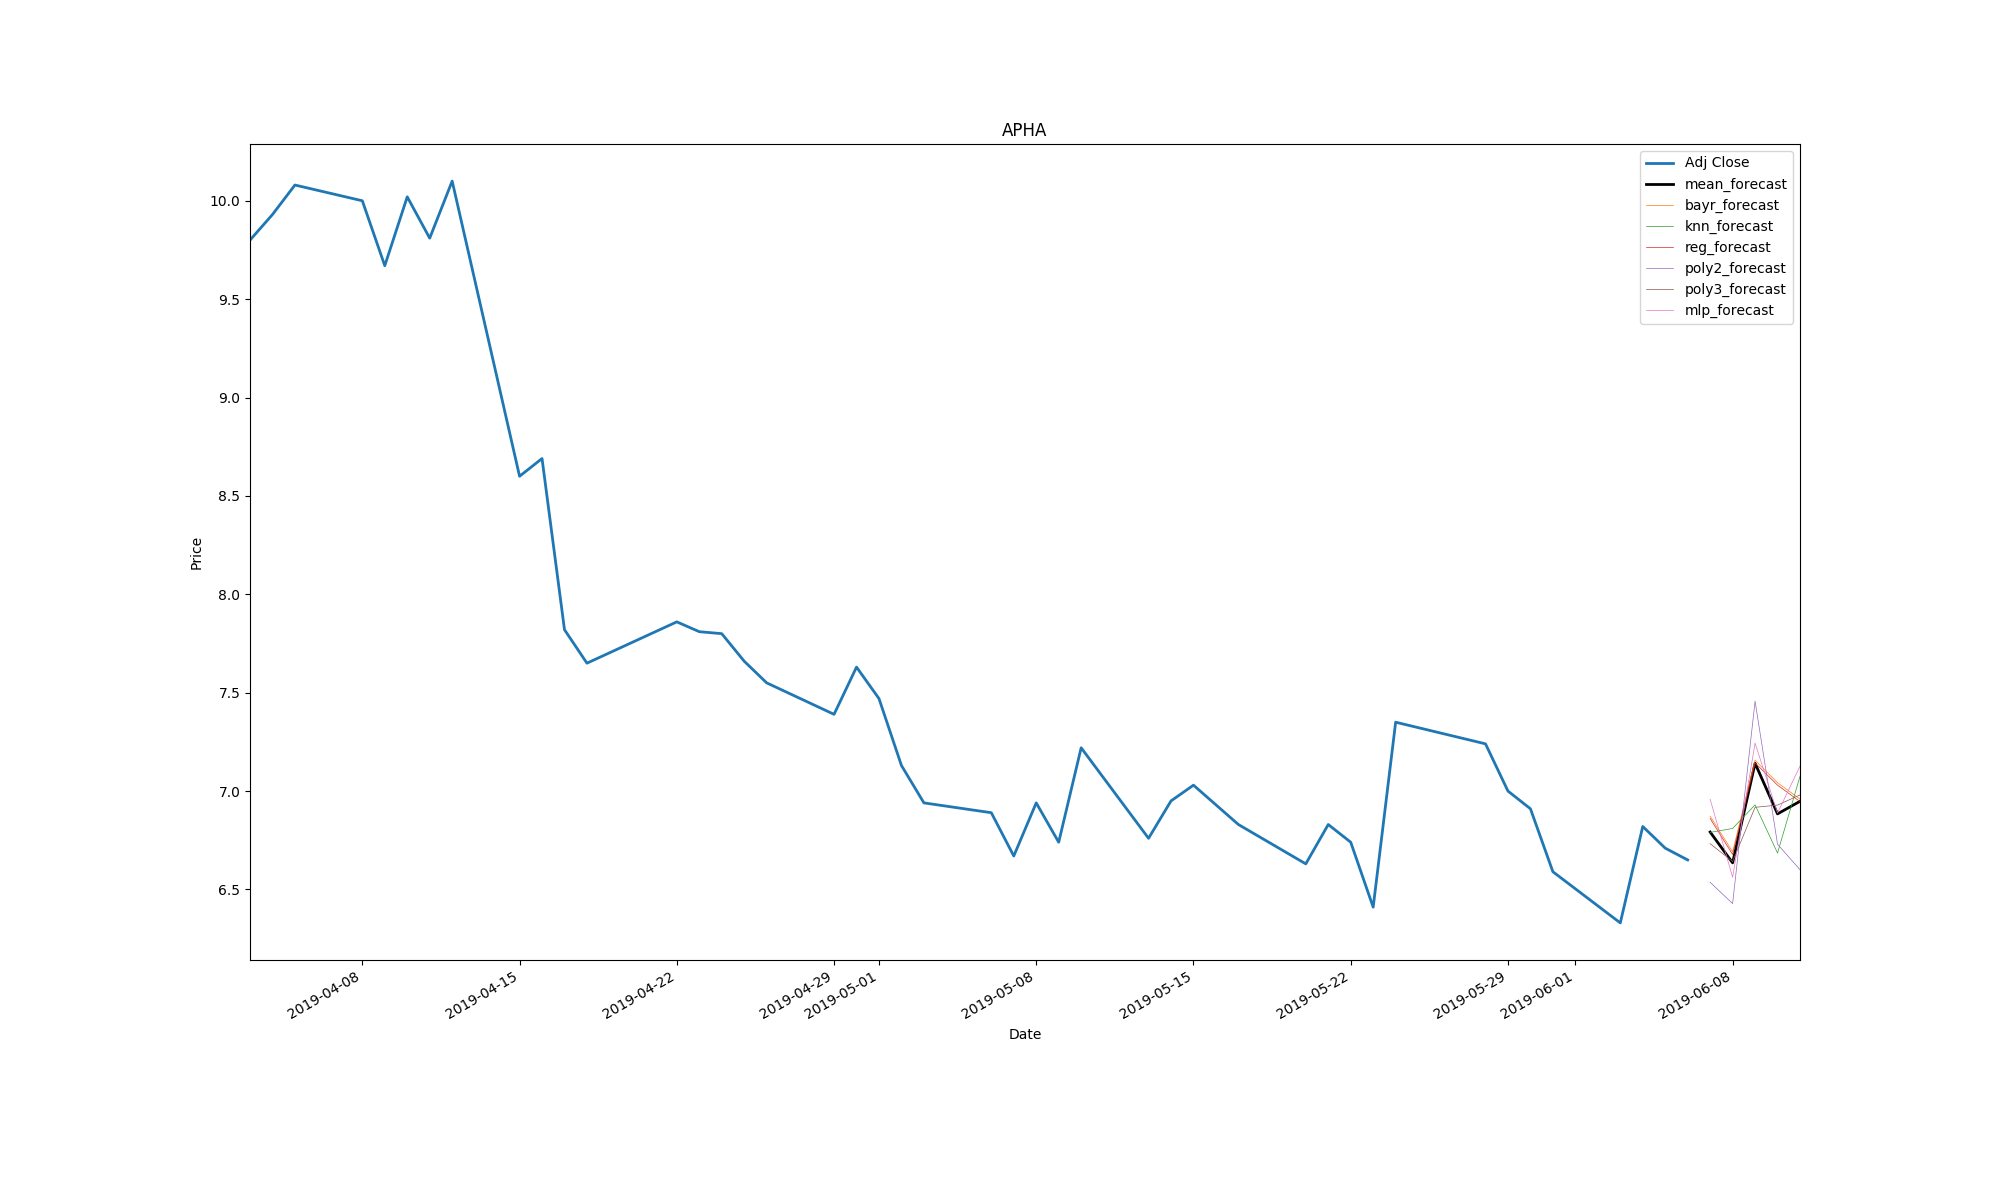 APHA
Adj Close
mean_forecast
bayr_forecast
knn_forecast
reg_forecast
poly2_forecast
poly3_forecast
mlp_forecast
10.0
9.5
9.0
8.5
8.0
7.5
7.0
6.5
Price
2019-04-08
2019-04-15
2019-04-22
2019-04-29
2019-05-01
2019-05-08
2019-05-15
2019-05-22
2019-05-29
2019-06-01
2019-06-08
Date